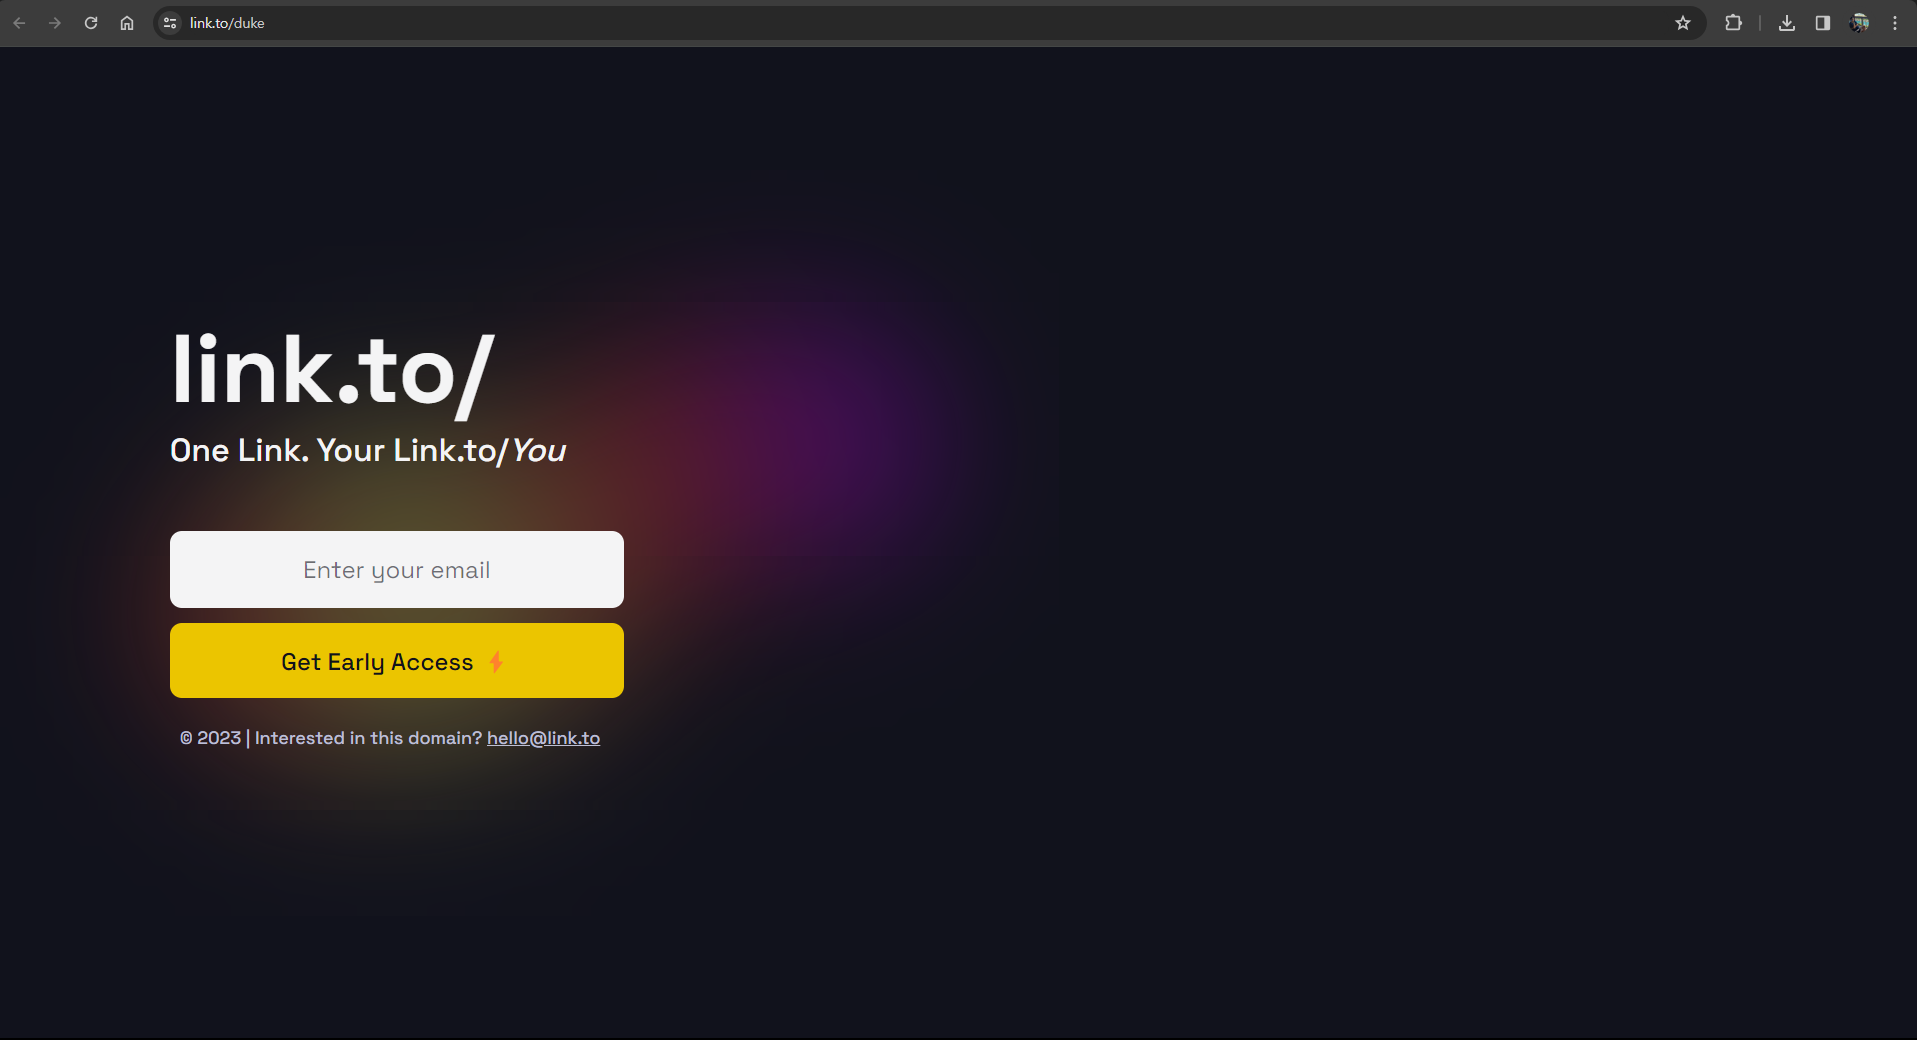 link.to/duke
link.to/
One Link. Your Link.to/You
Enter your email
Get Early Access
© 2023 | Interested in this domain? hello@link.to